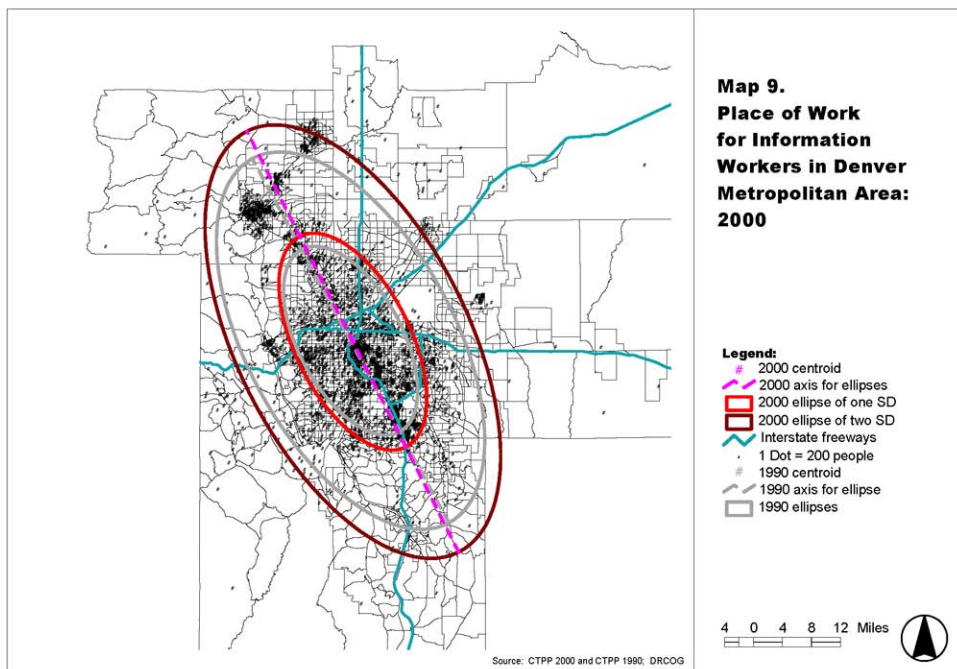 Map 9.
Place of Work
for Information
Workers in Denver
Metropolitan Area:
2000
Legend:
# 2000 centroid
2000 axis for ellipses
2000 ellipse of one SD
2000 ellipse of two SD
Interstate freeways
1 Dot = 200 people
# 1990 centroid
1990 axis for ellipse
1990 ellipses
4 0 4 8 12 Miles
Source: CTPP 2000 and CTPP 1990; DRCOG